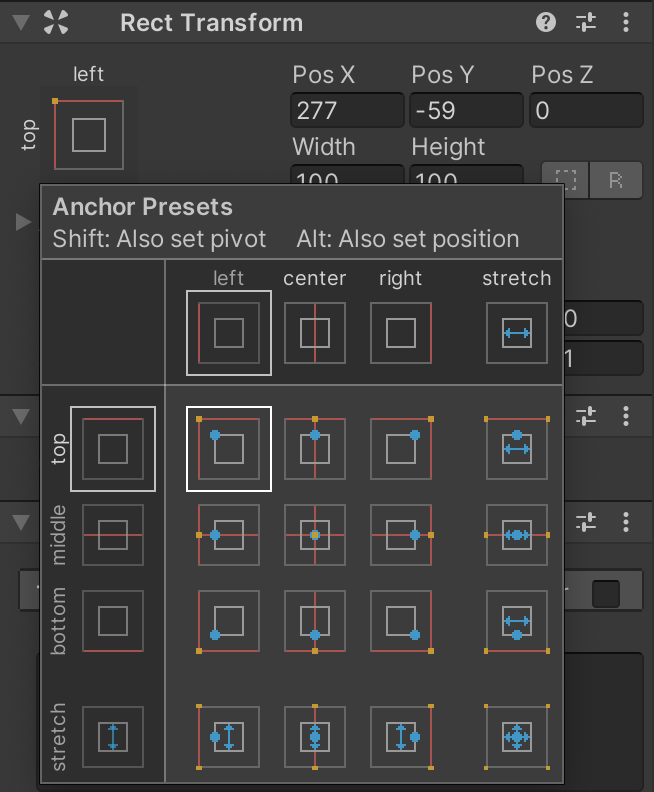 Rect Transform
left
top
Pos X Pos Y Pos Z
277 -59 0
Width Height
100 100
R
Anchor Presets
Shift: Also set pivot Alt: Also set position
left center right stretch
0
1
top
middle
bottom
stretch